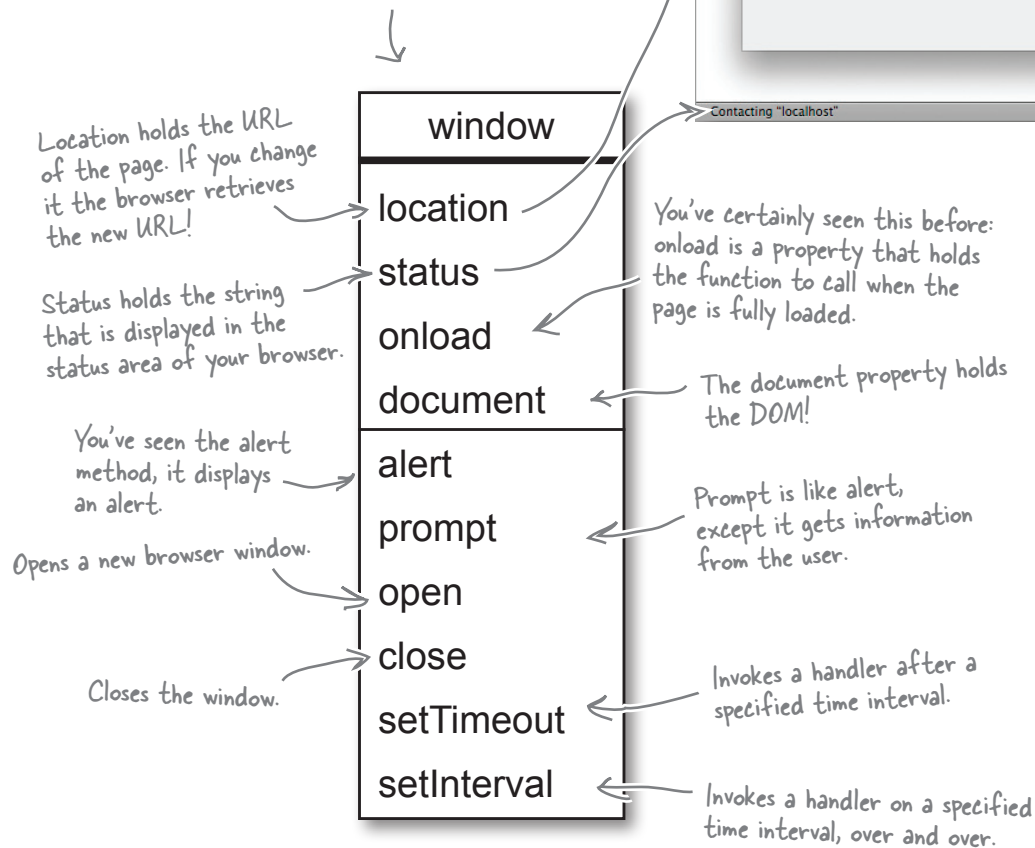 Contacting "localhost"
window
location
status
onload
document
alert
prompt
open
close
setTimeout
setInterval
Location holds the URL
of the page. If you change
it the browser retrieves
the new URL!
Status holds the string
that is displayed in the
status area of your browser.
You've seen the alert
method, it displays
an alert.
Opens a new browser window.
Closes the window.
You've certainly seen this before:
onload is a property that holds
the function to call when the
page is fully loaded.
The document property holds
the DOM!
Prompt is like alert,
except it gets information
from the user.
Invokes a handler after a
specified time interval.
Invokes a handler on a specified
time interval, over and over.